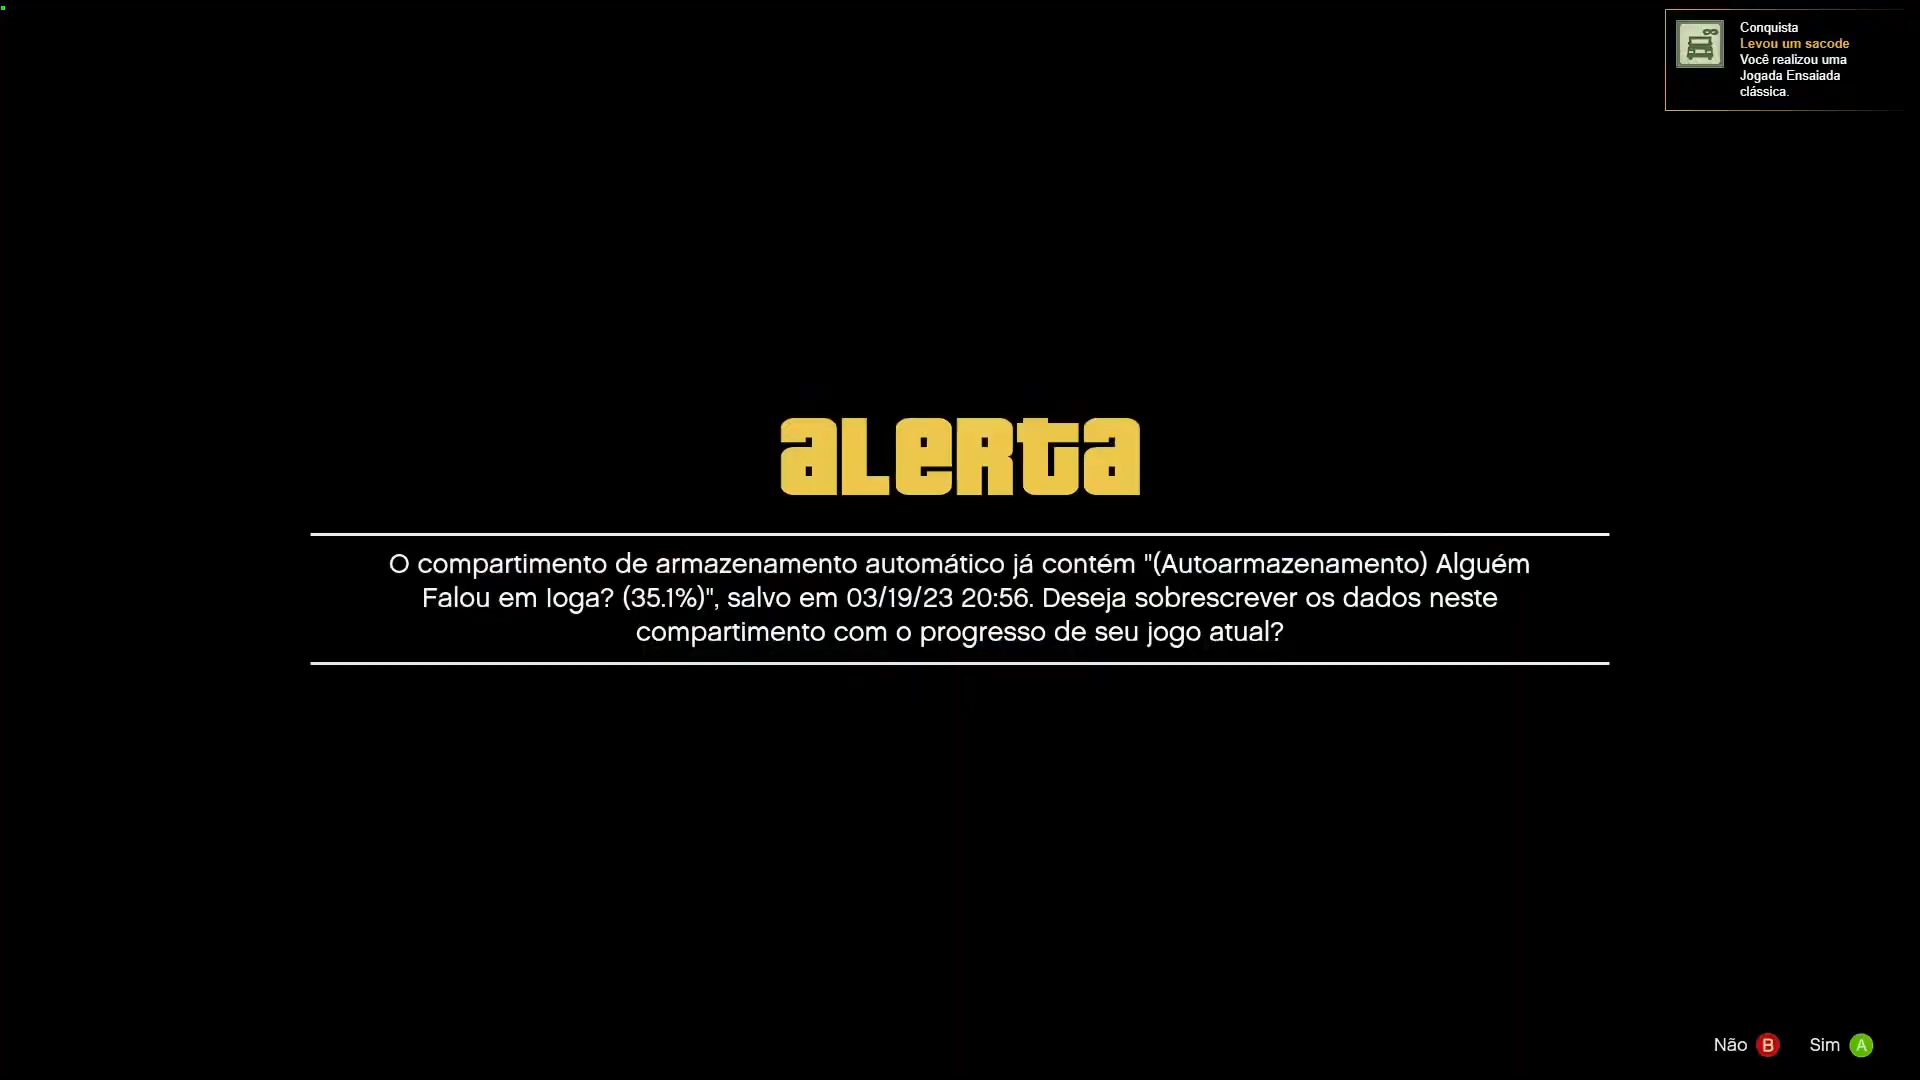 Conquista
Levou um sacode
Você realizou uma
Jogada Ensaiada
clássica.
aLeRta
O compartimento de armazenamento automático já contém "(Autoarmazenamento) Alguém
Falou em Ioga? (35.1%)", salvo em 03/19/23 20:56. Deseja sobrescrever os dados neste
compartimento com o progresso de seu jogo atual?
Não B Sim A